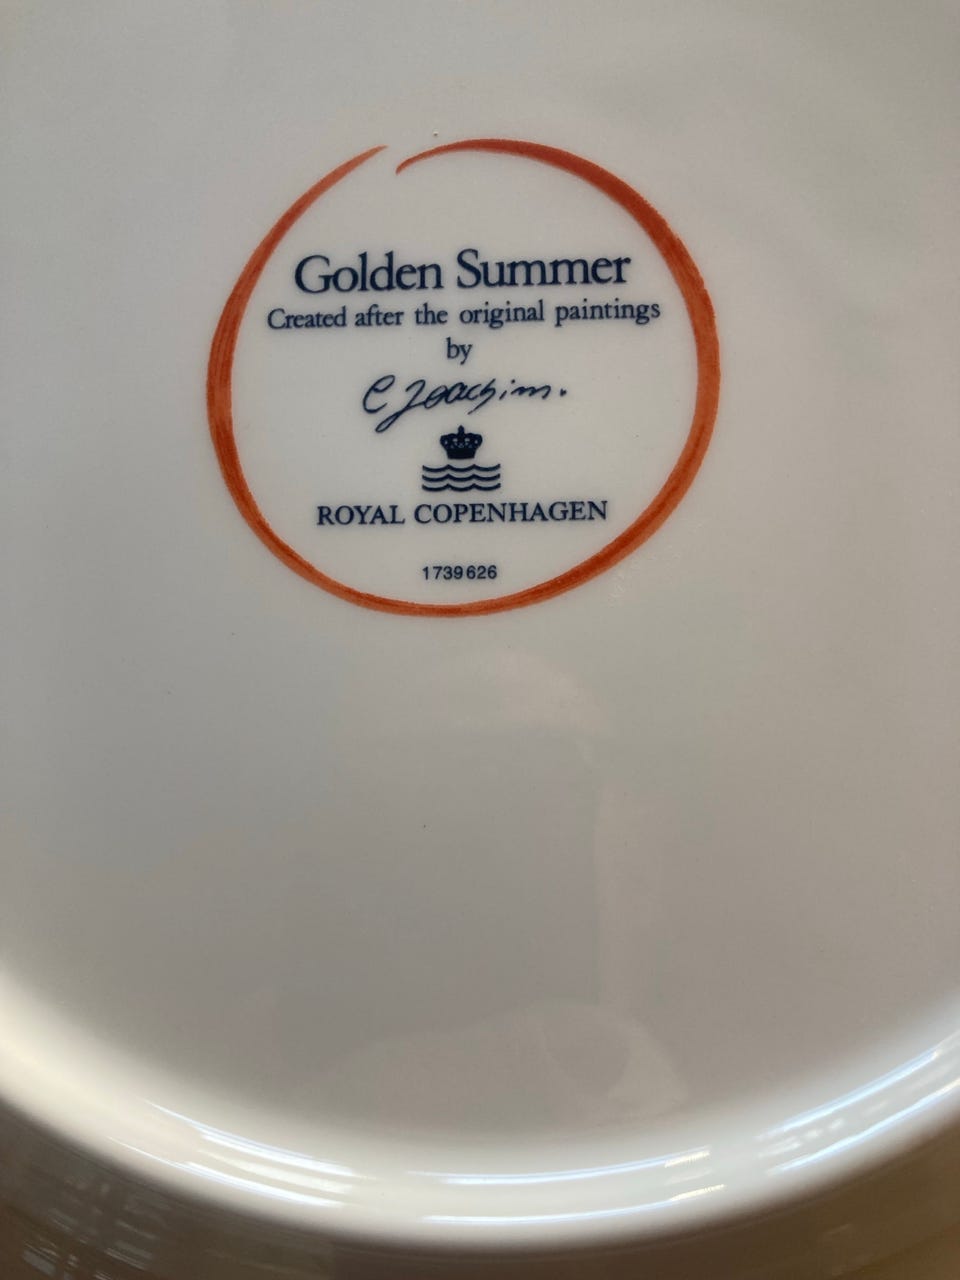 Golden Summer
Created after the original paintings
by
C Joachim.
ROYAL COPENHAGEN
1739626